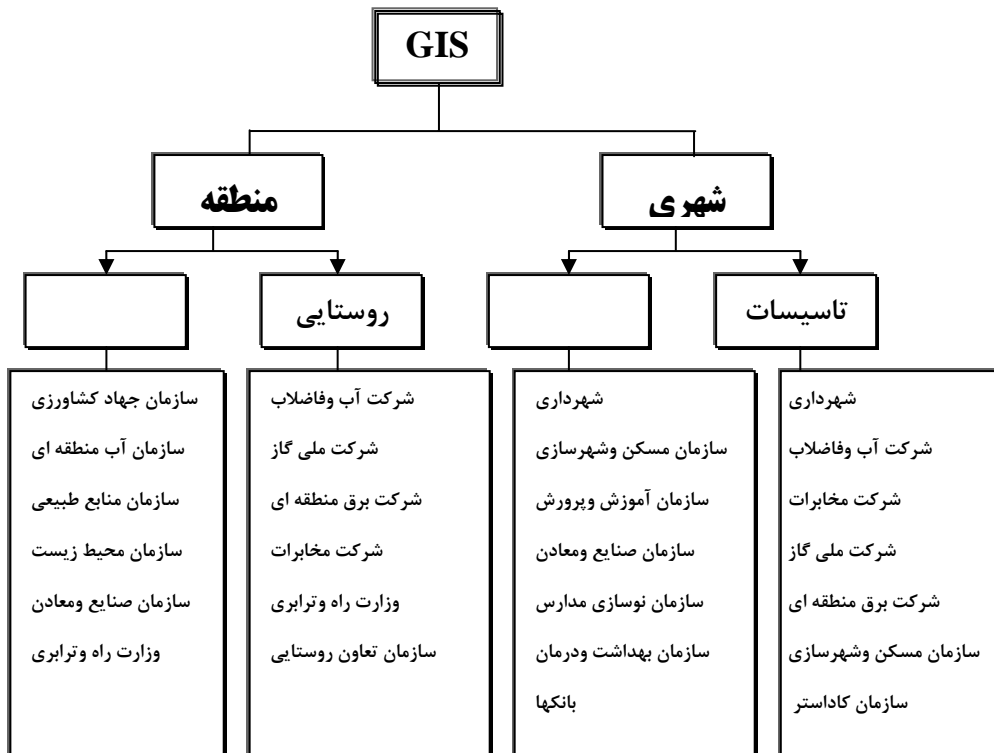 GIS
شهری
منطقه
تاسیسات
روستایی
شهرداری
شرکت آب وفاضلاب
شرکت مخابرات
شرکت ملی گاز
شرکت برق منطقه ای
سازمان مسکن وشهرسازی
سازمان کاداستر
شهرداری
سازمان مسکن وشهرسازی
سازمان آموزش وپرورش
سازمان صنایع ومعادن
سازمان نوسازی مدارس
سازمان بهداشت ودرمان
بانکها
شرکت آب وفاضلاب
شرکت ملی گاز
شرکت برق منطقه ای
شرکت مخابرات
وزارت راه وترابری
سازمان تعاون روستایی
سازمان جهاد کشاورزی
سازمان آب منطقه ای
سازمان منابع طبیعی
سازمان محیط زیست
سازمان صنایع ومعادن
وزارت راه وترابری